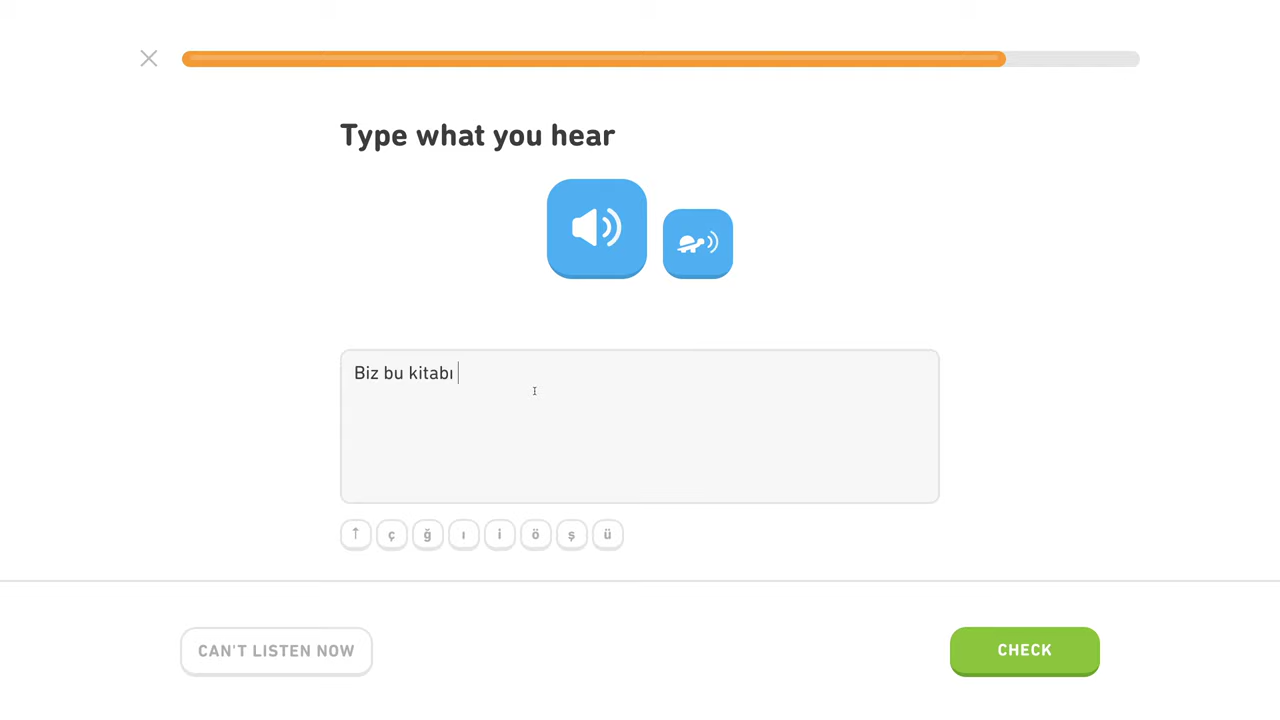 Type what you hear
Biz bu kitabı
↑ ç ğ ı i ö ş ü
CAN'T LISTEN NOW
CHECK